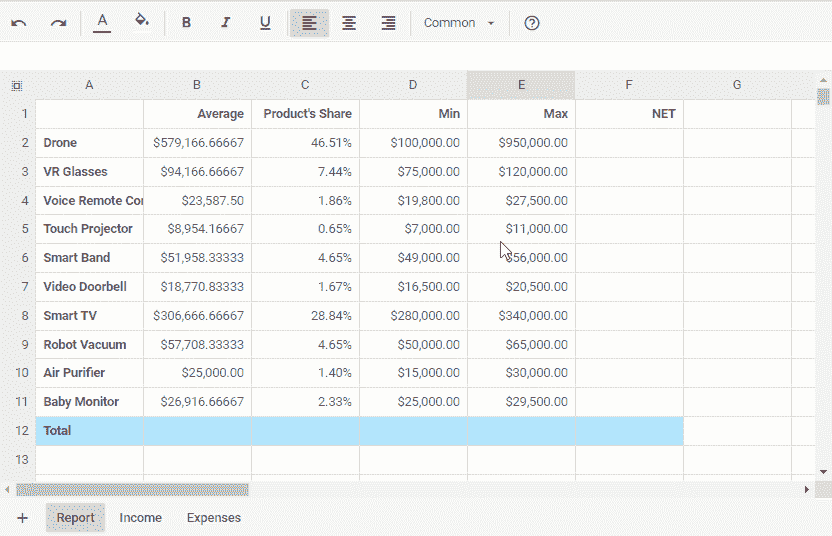 A B I U Common
A B C D E F G
1 Average Product's Share Min Max NET
2 Drone $579,166.66667 46.51% $100,000.00 $950,000.00
3 VR Glasses $94,166.66667 7.44% $75,000.00 $120,000.00
4 Voice Remote Con $23,587.50 1.86% $19,800.00 $27,500.00
5 Touch Projector $8,954.16667 0.65% $7,000.00 $11,000.00
6 Smart Band $51,958.33333 4.65% $49,000.00 $56,000.00
7 Video Doorbell $18,770.83333 1.67% $16,500.00 $20,500.00
8 Smart TV $306,666.66667 28.84% $280,000.00 $340,000.00
9 Robot Vacuum $57,708.33333 4.65% $50,000.00 $65,000.00
10 Air Purifier $25,000.00 1.40% $15,000.00 $30,000.00
11 Baby Monitor $26,916.66667 2.33% $25,000.00 $29,500.00
12 Total
13
+ Report Income Expenses